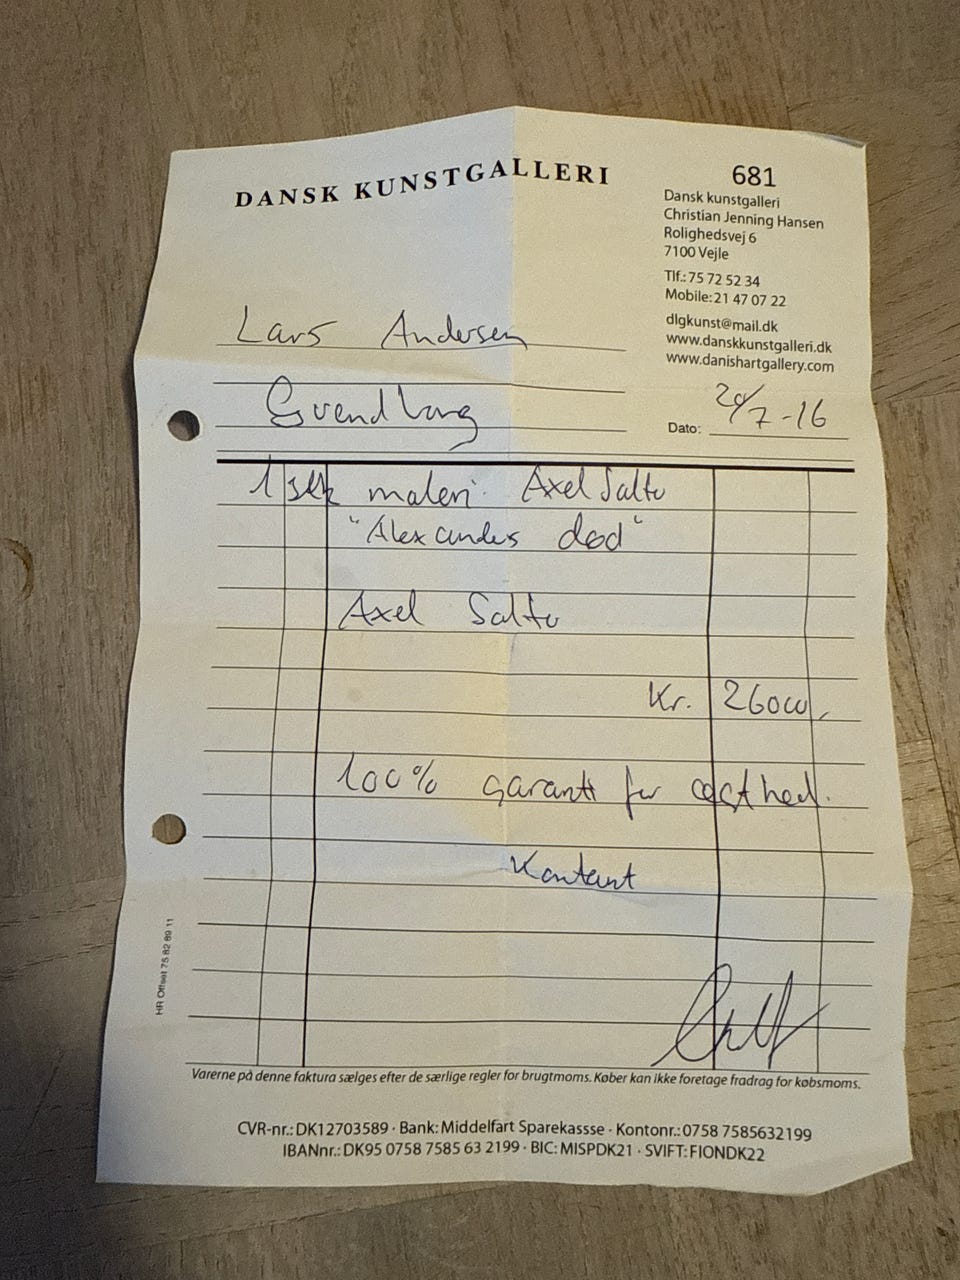 DANSK KUNSTGALLERI
681
Dansk kunstgalleri
Christian Jenning Hansen
Rolighedsvej 6
7100 Vejle
Tlf.: 75 72 52 34
Mobile: 21 47 07 22
dlgkunst@mail.dk
www.danskkunstgalleri.dk
www.danishartgallery.com
Lars Andersen
Svendborg
Dato: 20/7-16
1 stk maleri Axel Salto
"Alexanders død"
Axel Salto
Kr. 26000,
100% garanti for ægthed.
Kontant
HR Offset 75 82 89 11
Varerne på denne faktura sælges efter de særlige regler for brugtmoms. Køber kan ikke foretage fradrag for købsmoms.
CVR-nr.: DK12703589 · Bank: Middelfart Sparekassse · Kontonr.: 0758 7585632199
IBANnr.: DK95 0758 7585 63 2199 · BIC: MISPDK21 · SVIFT: FIONDK22